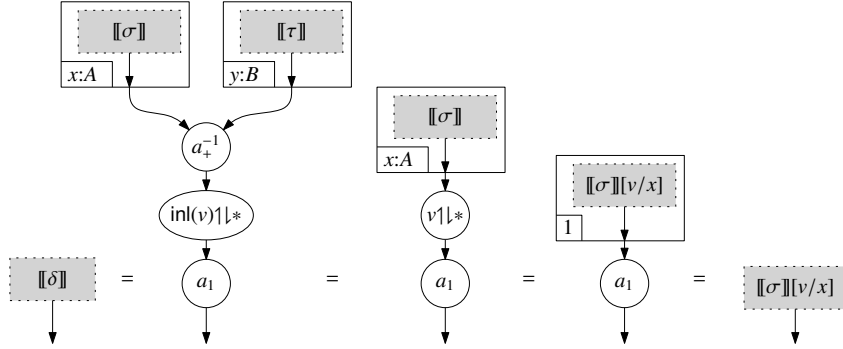 ⟦σ⟧ ⟦τ⟧
x:A y:B
a₊⁻¹
⟦σ⟧
x:A
⟦σ⟧[v/x]
inl(v)↿⇂∗ v↿⇂∗
1
⟦δ⟧ = a₁ = a₁ = a₁ = ⟦σ⟧[v/x]